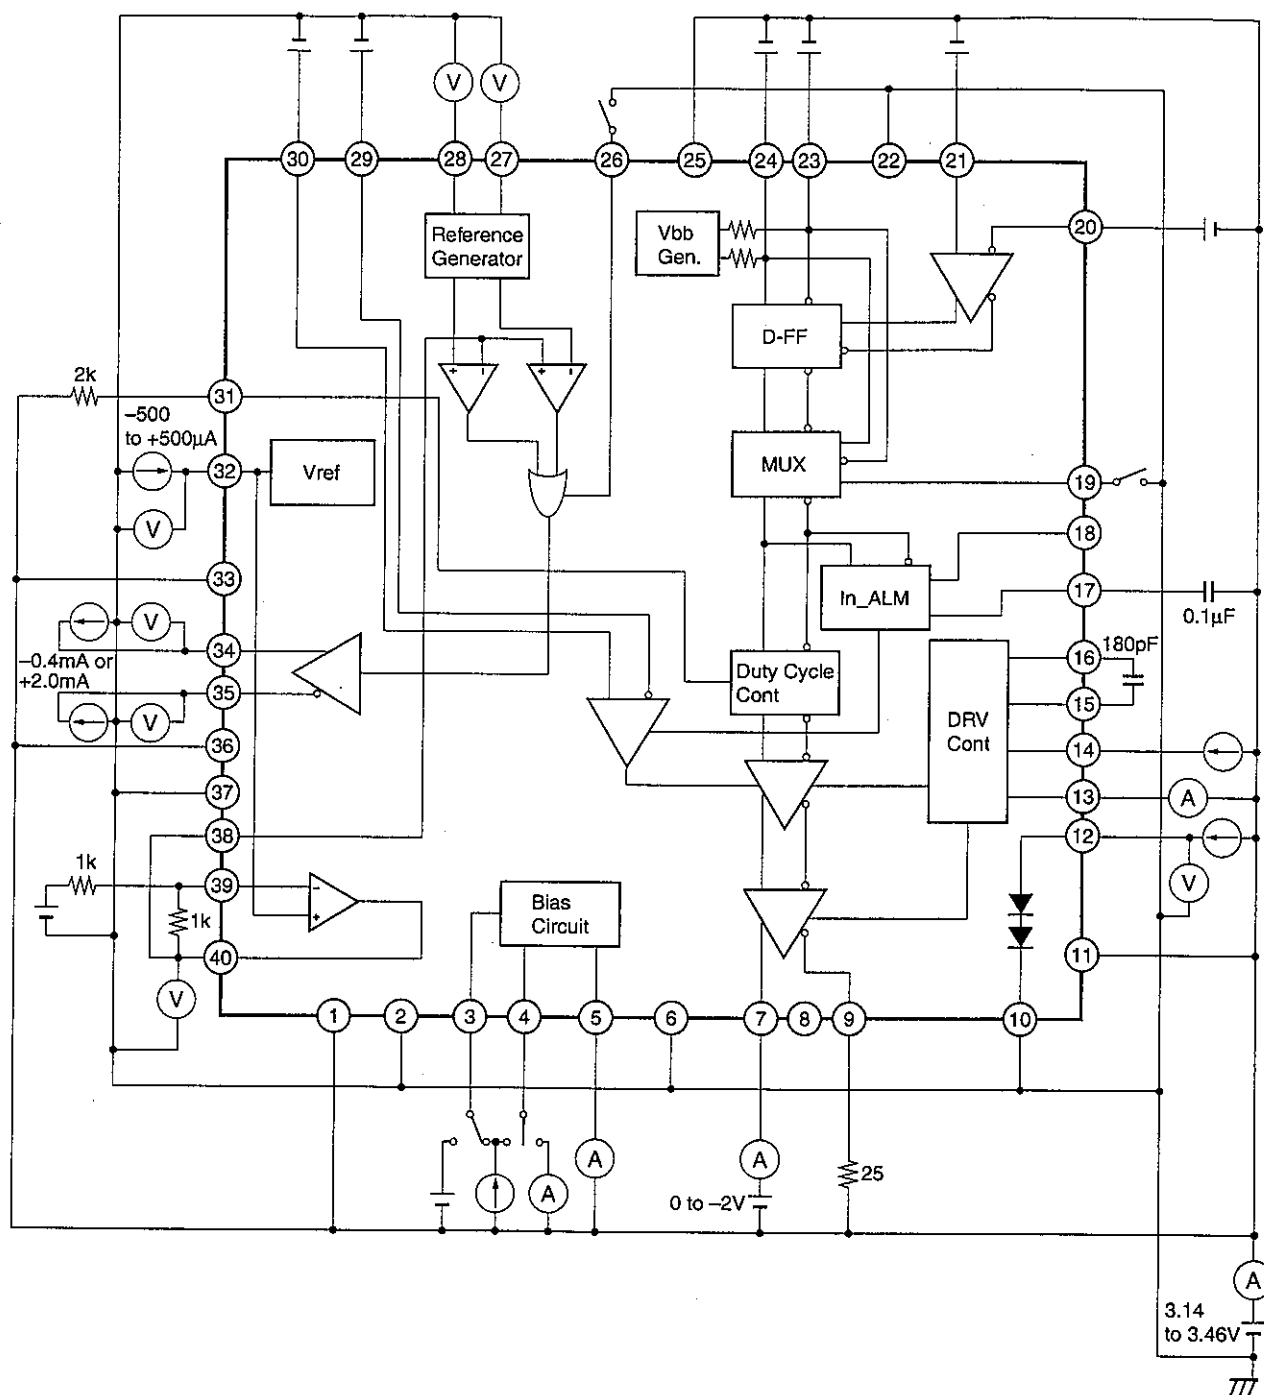 V V
30 29 28 27 26 25 24 23 22 21
Reference
Generator
Vbb
Gen.
20
D-FF
+ - + -
2k
31
-500
to +500µA
32
Vref
MUX
19
V
18
33
In_ALM
17
0.1µF
V
34
-0.4mA or
+2.0mA
35
V
36
37
38
Duty Cycle
Cont
DRV
Cont
16
180pF
15
14
13
A
12
V
1k
39
1k
-
+
40
V
Bias
Circuit
11
1 2 3 4 5 6 7 8 9 10
A
A
A
25
0 to -2V
A
3.14
to 3.46V